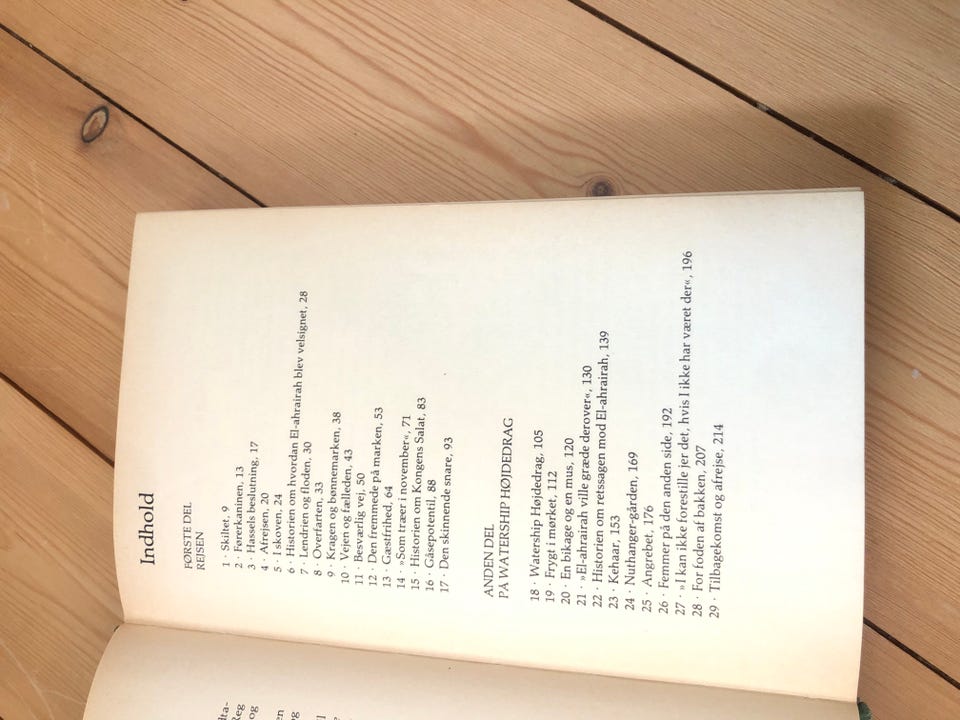 Indhold
FØRSTE DEL
REJSEN
1 · Skiltet, 9
2 · Førerkaninen, 13
3 · Hassels beslutning, 17
4 · Afrejsen, 20
5 · I skoven, 24
6 · Historien om hvordan El-ahrairah blev velsignet, 28
7 · Lendrien og floden, 30
8 · Overfarten, 33
9 · Kragen og bønnemarken, 38
10 · Vejen og fælleden, 43
11 · Besværlig vej, 50
12 · Den fremmede på marken, 53
13 · Gæstfrihed, 64
14 · »Som træer i november«, 71
15 · Historien om Kongens Salat, 83
16 · Gåsepotentil, 88
17 · Den skinnende snare, 93
ANDEN DEL
PÅ WATERSHIP HØJDEDRAG
18 · Watership Højdedrag, 105
19 · Frygt i mørket, 112
20 · En bikage og en mus, 120
21 · »El-ahrairah ville græde derover«, 130
22 · Historien om retssagen mod El-ahrairah, 139
23 · Kehaar, 153
24 · Nuthanger-gården, 169
25 · Angrebet, 176
26 · Femmer på den anden side, 192
27 · »I kan ikke forestille jer det, hvis I ikke har været der«, 196
28 · For foden af bakken, 207
29 · Tilbagekomst og afrejse, 214